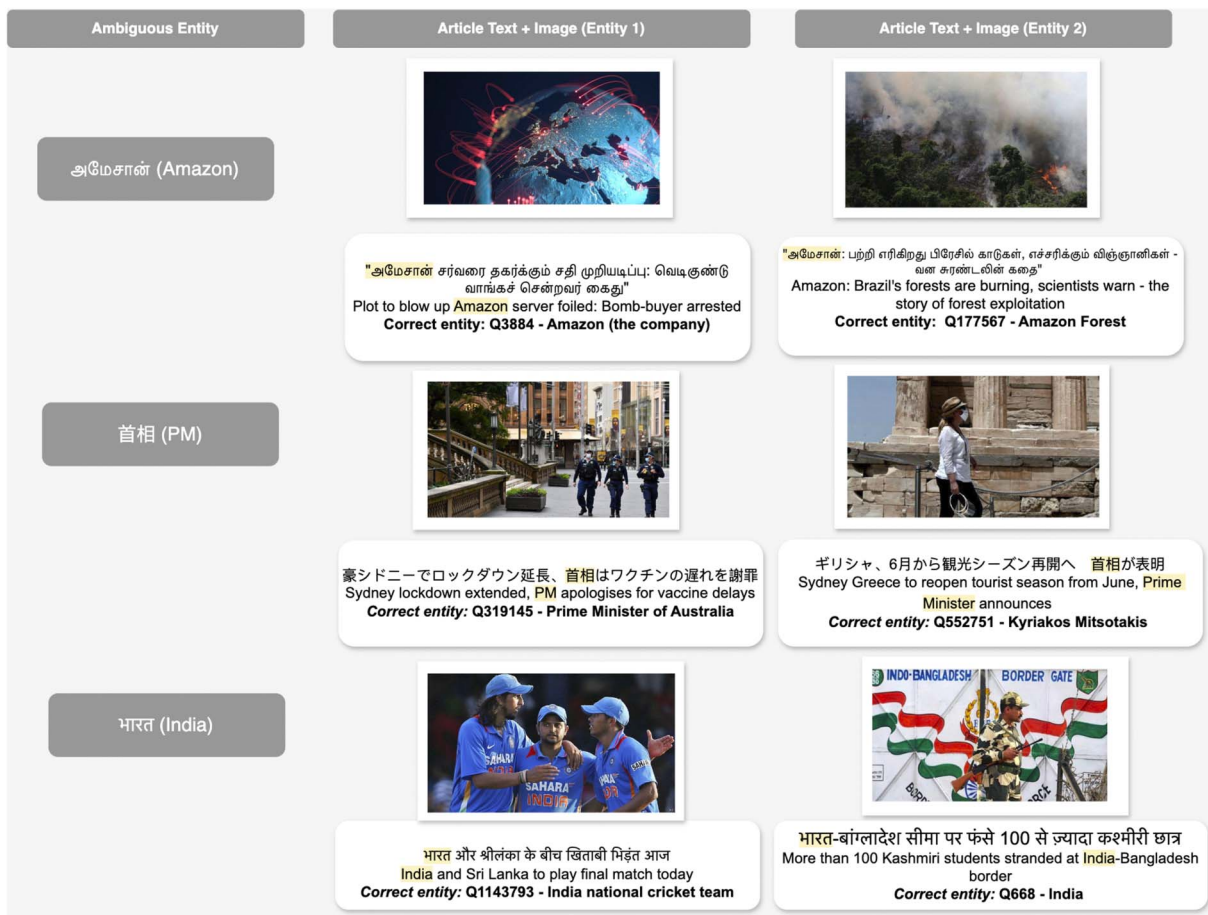 Ambiguous Entity
Article Text + Image (Entity 1)
Article Text + Image (Entity 2)
அமேசான் (Amazon)
"அமேசான் சர்வரை தகர்க்கும் சதி முறியடிப்பு: வெடிகுண்டு
வாங்கச் சென்றவர் கைது"
Plot to blow up Amazon server foiled: Bomb-buyer arrested
Correct entity: Q3884 - Amazon (the company)
"அமேசான்: பற்றி எரிகிறது பிரேசில் காடுகள், எச்சரிக்கும் விஞ்ஞானிகள் -
வன சுரண்டலின் கதை"
Amazon: Brazil's forests are burning, scientists warn - the
story of forest exploitation
Correct entity: Q177567 - Amazon Forest
首相 (PM)
豪シドニーでロックダウン延長、首相はワクチンの遅れを謝罪
Sydney lockdown extended, PM apologises for vaccine delays
Correct entity: Q319145 - Prime Minister of Australia
ギリシャ、6月から観光シーズン再開へ 首相が表明
Sydney Greece to reopen tourist season from June, Prime
Minister announces
Correct entity: Q552751 - Kyriakos Mitsotakis
भारत (India)
SAHARA
SAHARA
INDIA
भारत और श्रीलंका के बीच खिताबी भिड़ंत आज
India and Sri Lanka to play final match today
Correct entity: Q1143793 - India national cricket team
INDO-BANGLADESH BORDER GATE
भारत-बांग्लादेश सीमा पर फंसे 100 से ज़्यादा कश्मीरी छात्र
More than 100 Kashmiri students stranded at India-Bangladesh
border
Correct entity: Q668 - India